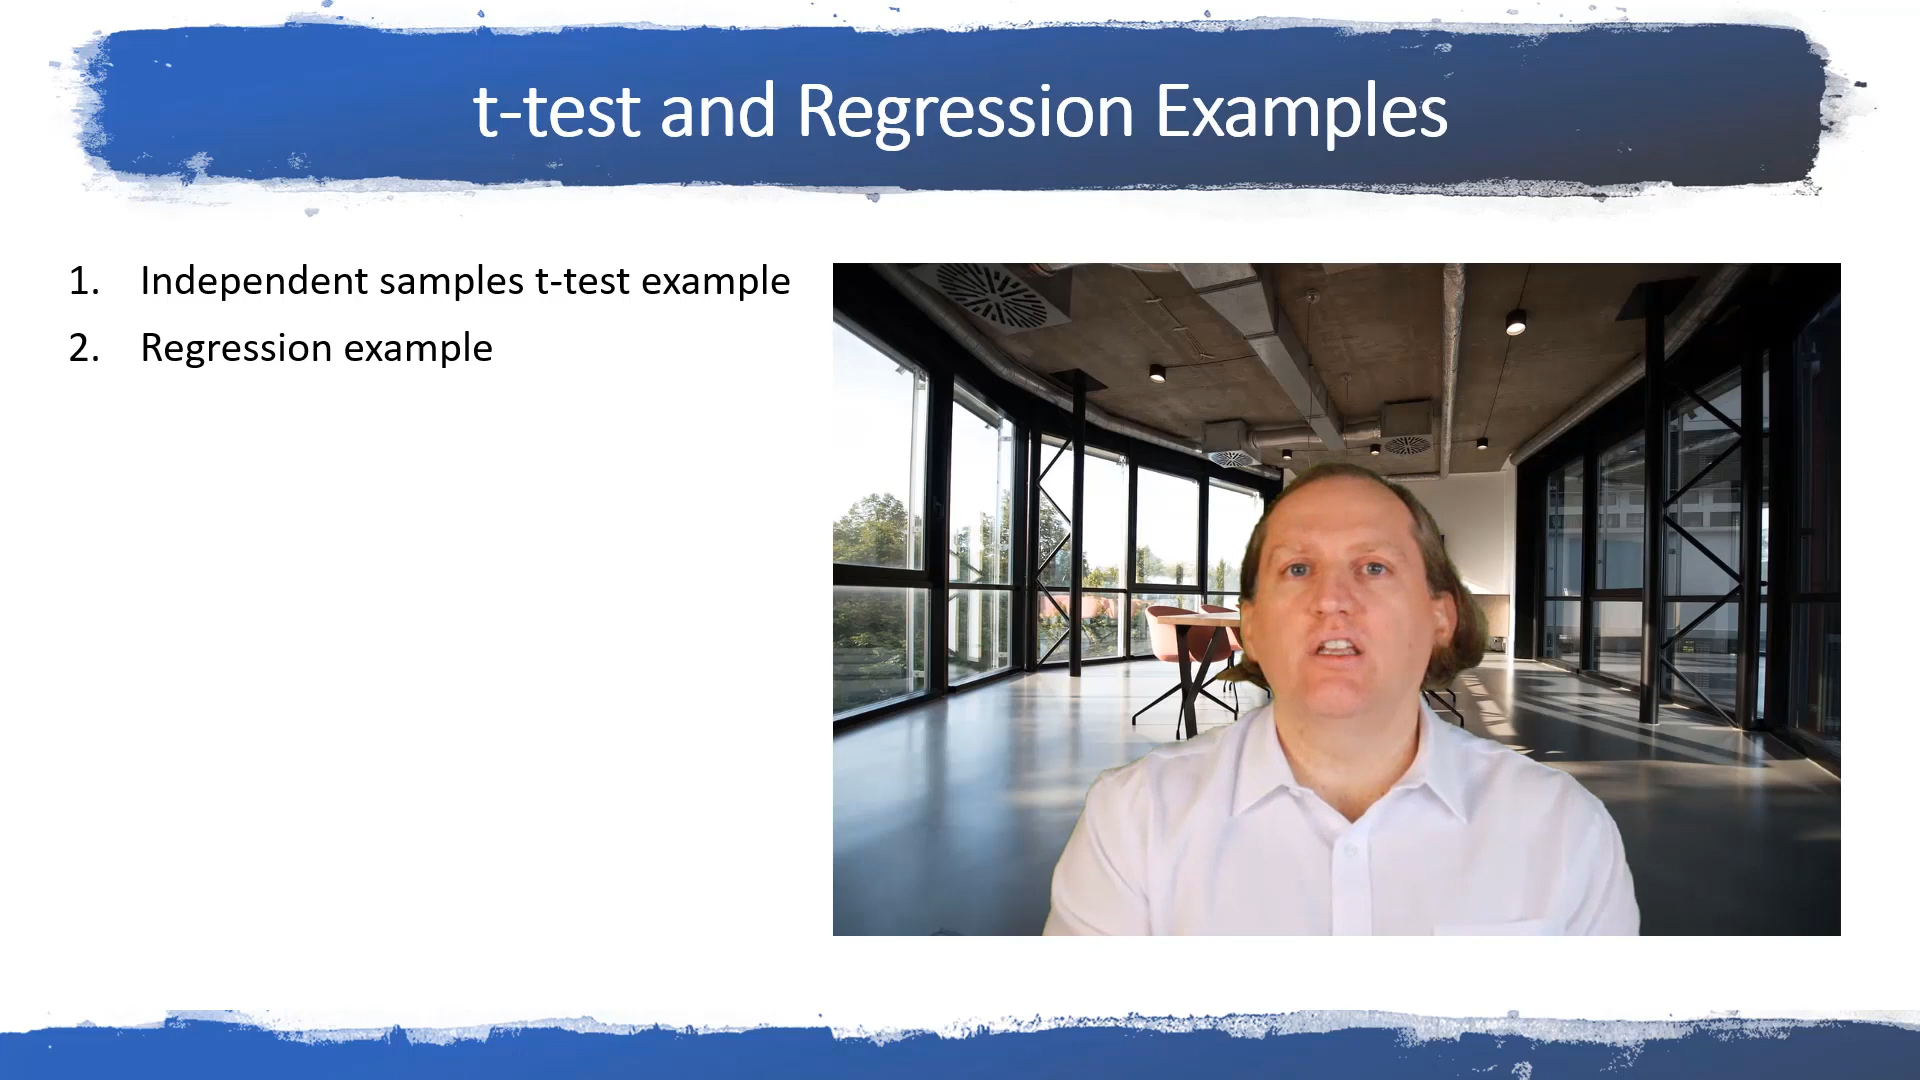 t-test and Regression Examples
1. Independent samples t-test example
2. Regression example